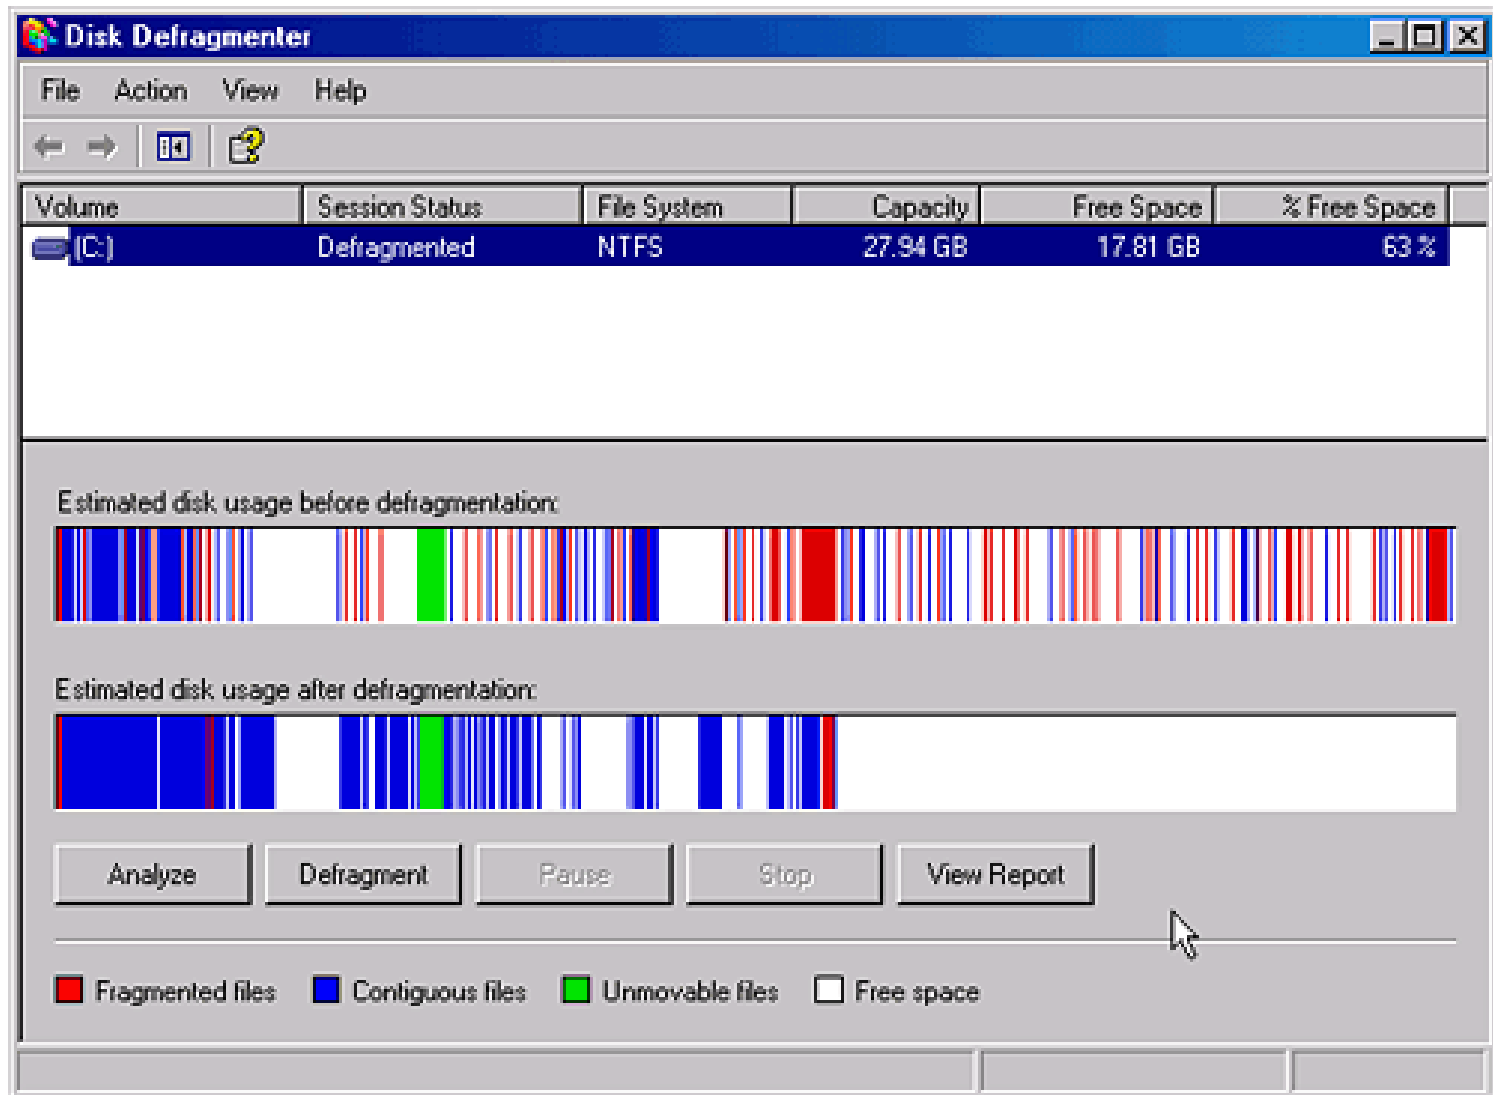 Disk Defragmenter
File Action View Help
Volume Session Status File System Capacity Free Space % Free Space
(C:) Defragmented NTFS 27.94 GB 17.81 GB 63 %
Estimated disk usage before defragmentation:
Estimated disk usage after defragmentation:
Analyze Defragment Pause Stop View Report
Fragmented files Contiguous files Unmovable files Free space